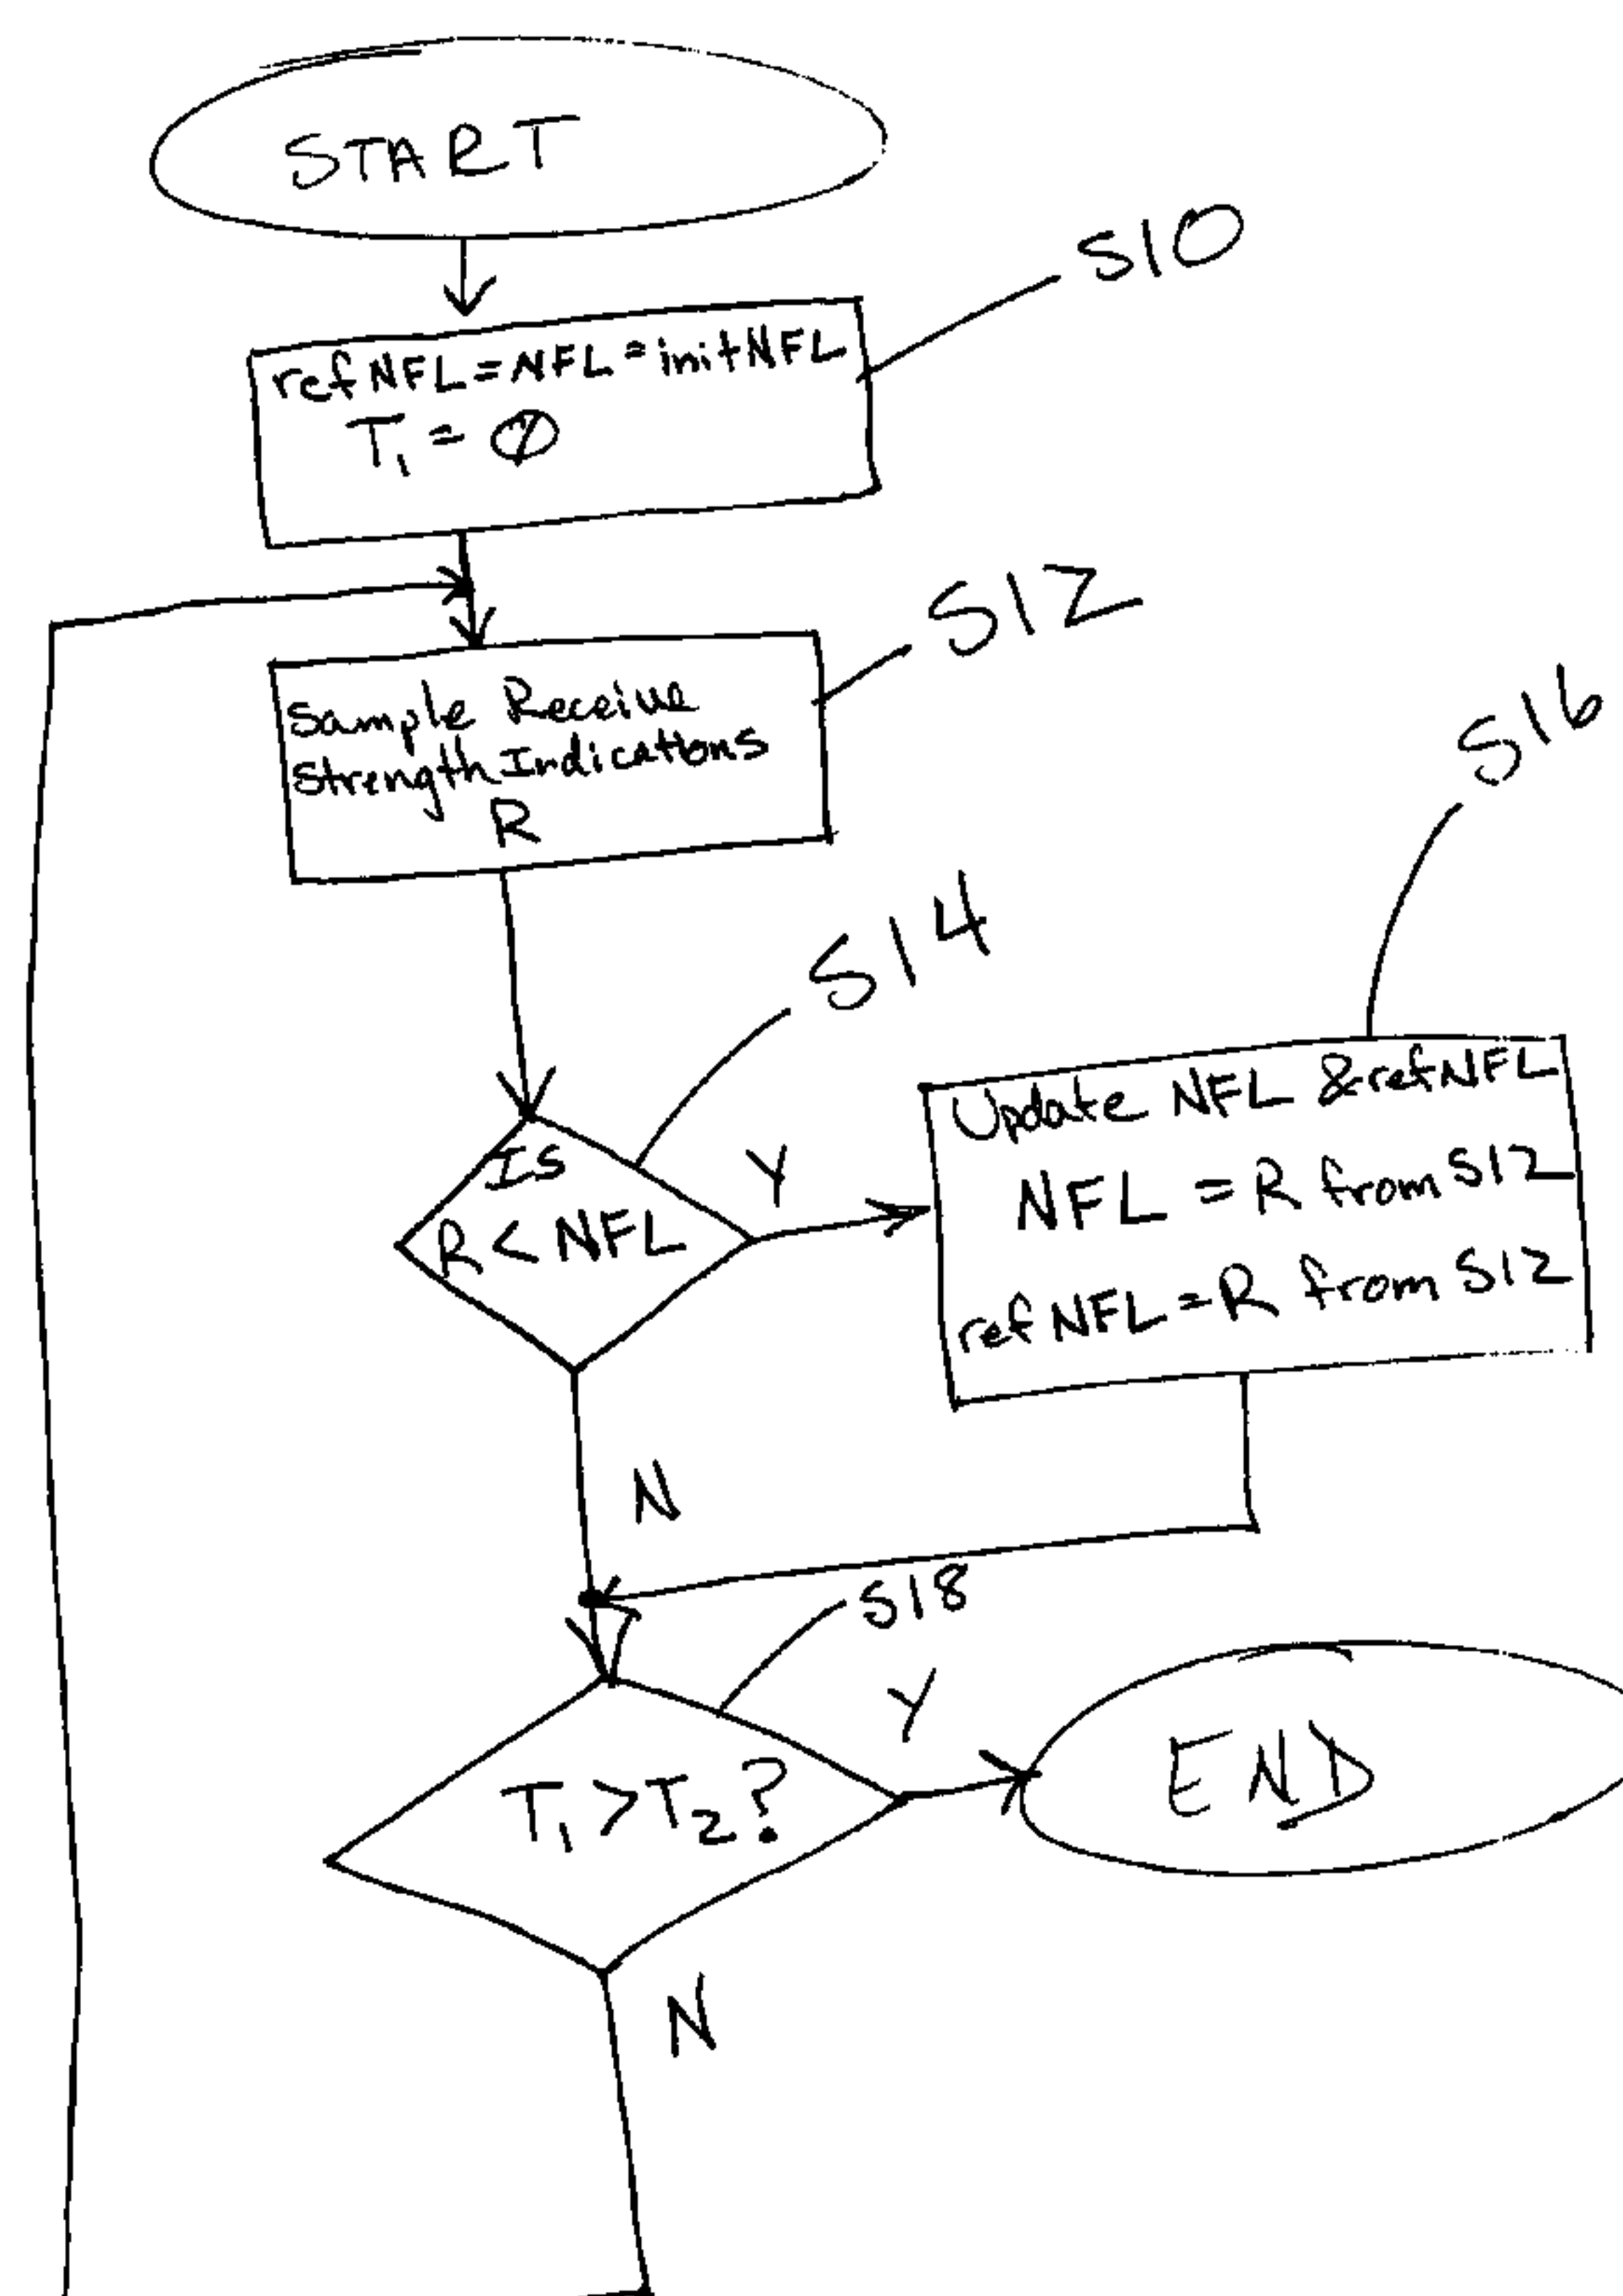 START
S10
refNFL = NFL = initNFL
T₁ = 0
S12
Sample Receive
Strength Indications
R
S16
S14
Update NFL & refNFL
NFL = R from S12
refNFL = R from S12
Is
R < NFL
Y
N
S18
Y
T₁ > T₂?
END
N